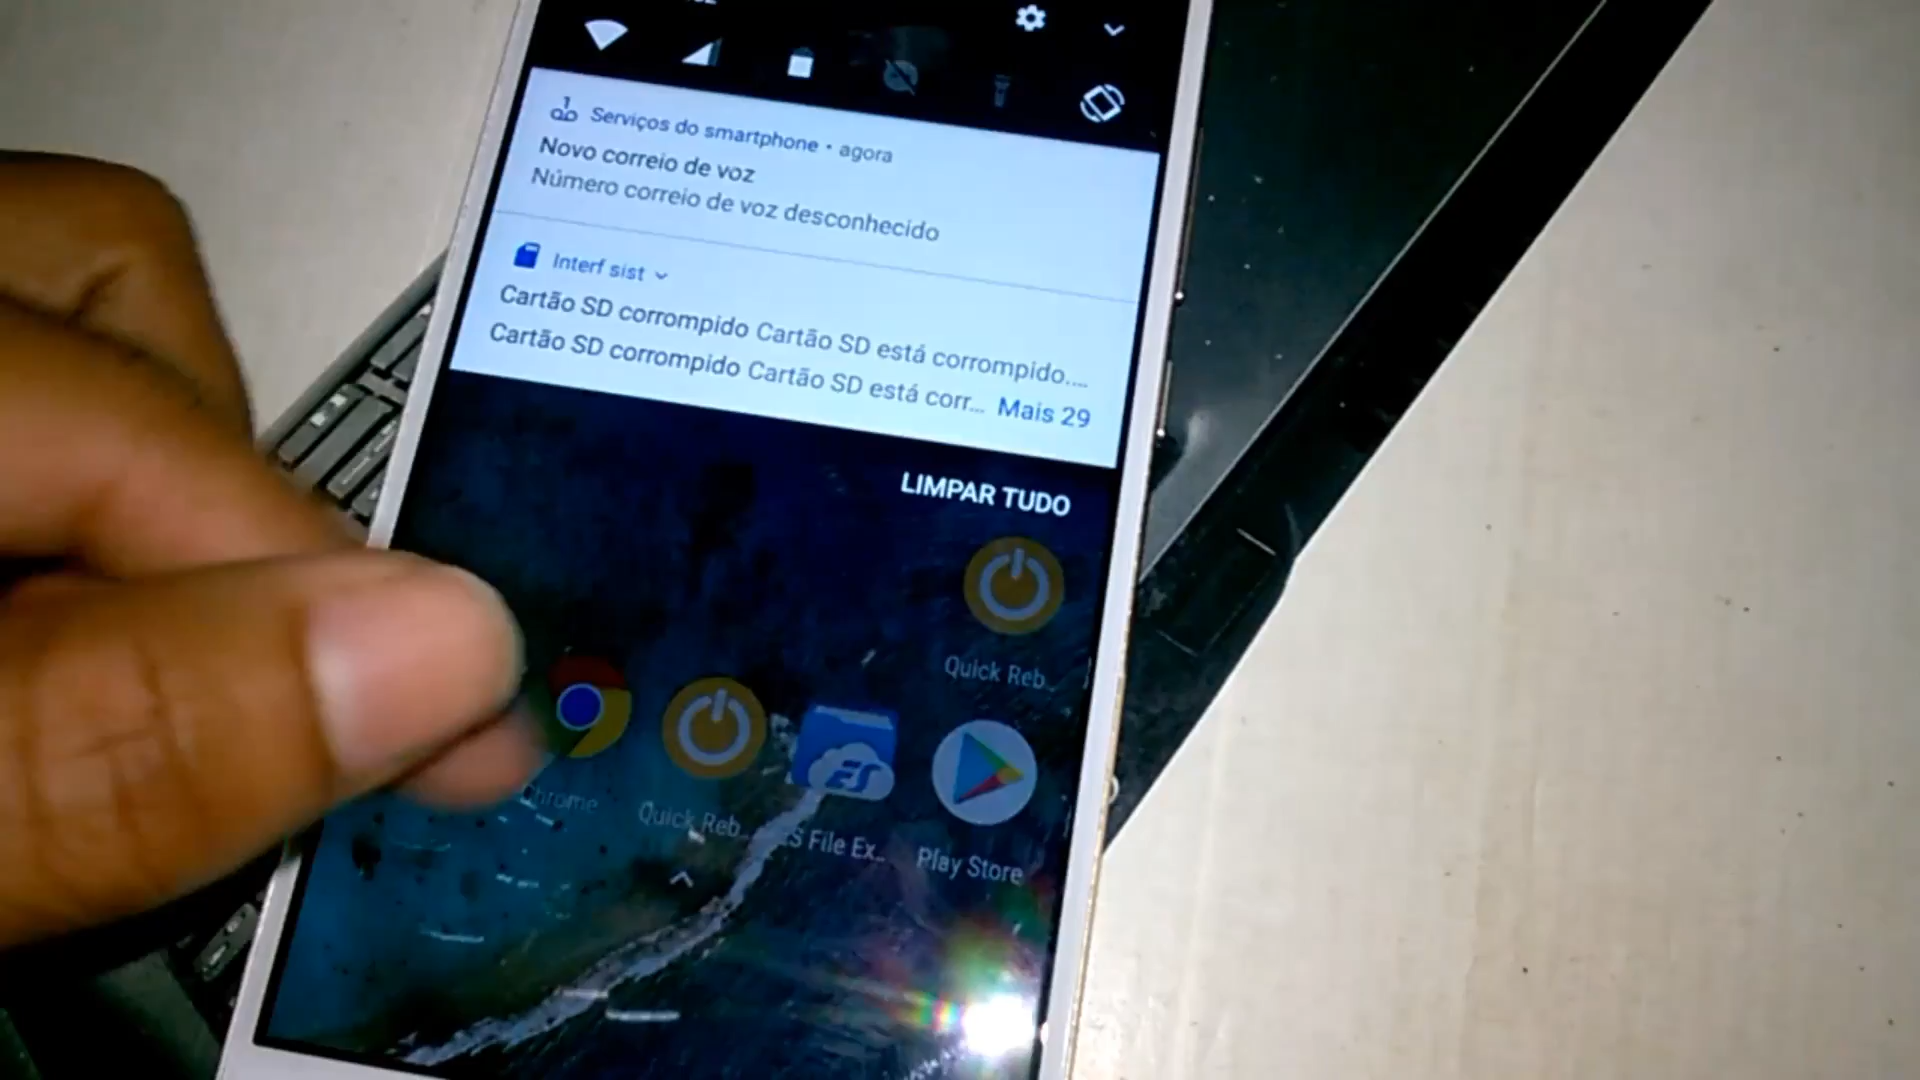 Serviços do smartphone • agora
Novo correio de voz
Número correio de voz desconhecido
Interf sist
Cartão SD corrompido Cartão SD está corrompido....
Cartão SD corrompido Cartão SD está corr... Mais 29
LIMPAR TUDO
Quick Reb...
Chrome
Quick Reb...
ES
ES File Ex...
Play Store